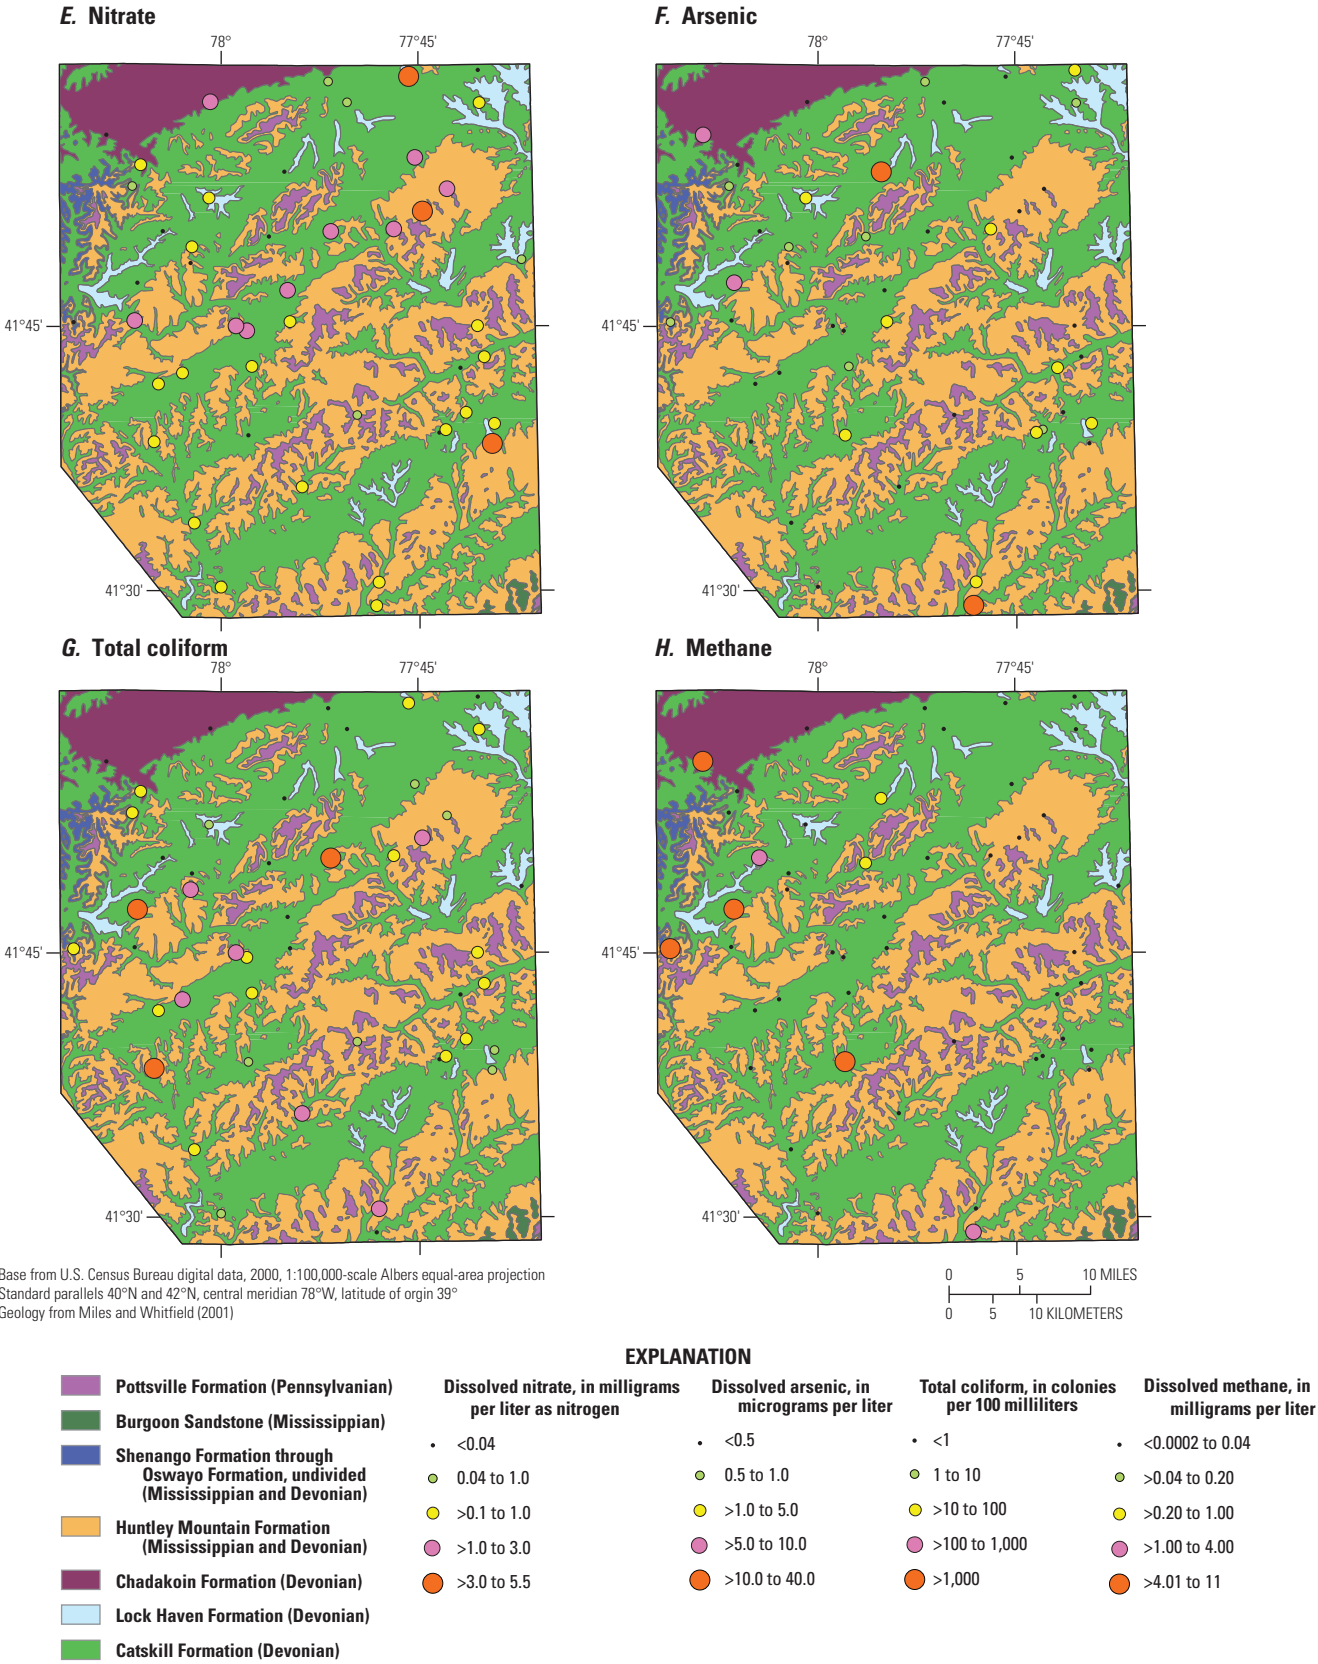 E. Nitrate
F. Arsenic
78°
77°45'
78°
77°45'
41°45'
41°45'
41°30'
41°30'
G. Total coliform
H. Methane
78°
77°45'
78°
77°45'
41°45'
41°45'
41°30'
41°30'
Base from U.S. Census Bureau digital data, 2000, 1:100,000-scale Albers equal-area projection
Standard parallels 40°N and 42°N, central meridian 78°W, latitude of orgin 39°
Geology from Miles and Whitfield (2001)
0 5 10 MILES
0 5 10 KILOMETERS
EXPLANATION
Pottsville Formation (Pennsylvanian)
Burgoon Sandstone (Mississippian)
Shenango Formation through
Oswayo Formation, undivided
(Mississippian and Devonian)
Huntley Mountain Formation
(Mississippian and Devonian)
Chadakoin Formation (Devonian)
Lock Haven Formation (Devonian)
Catskill Formation (Devonian)
Dissolved nitrate, in milligrams
per liter as nitrogen
<0.04
0.04 to 1.0
>0.1 to 1.0
>1.0 to 3.0
>3.0 to 5.5
Dissolved arsenic, in
micrograms per liter
<0.5
0.5 to 1.0
>1.0 to 5.0
>5.0 to 10.0
>10.0 to 40.0
Total coliform, in colonies
per 100 milliliters
<1
1 to 10
>10 to 100
>100 to 1,000
>1,000
Dissolved methane, in
milligrams per liter
<0.0002 to 0.04
>0.04 to 0.20
>0.20 to 1.00
>1.00 to 4.00
>4.01 to 11